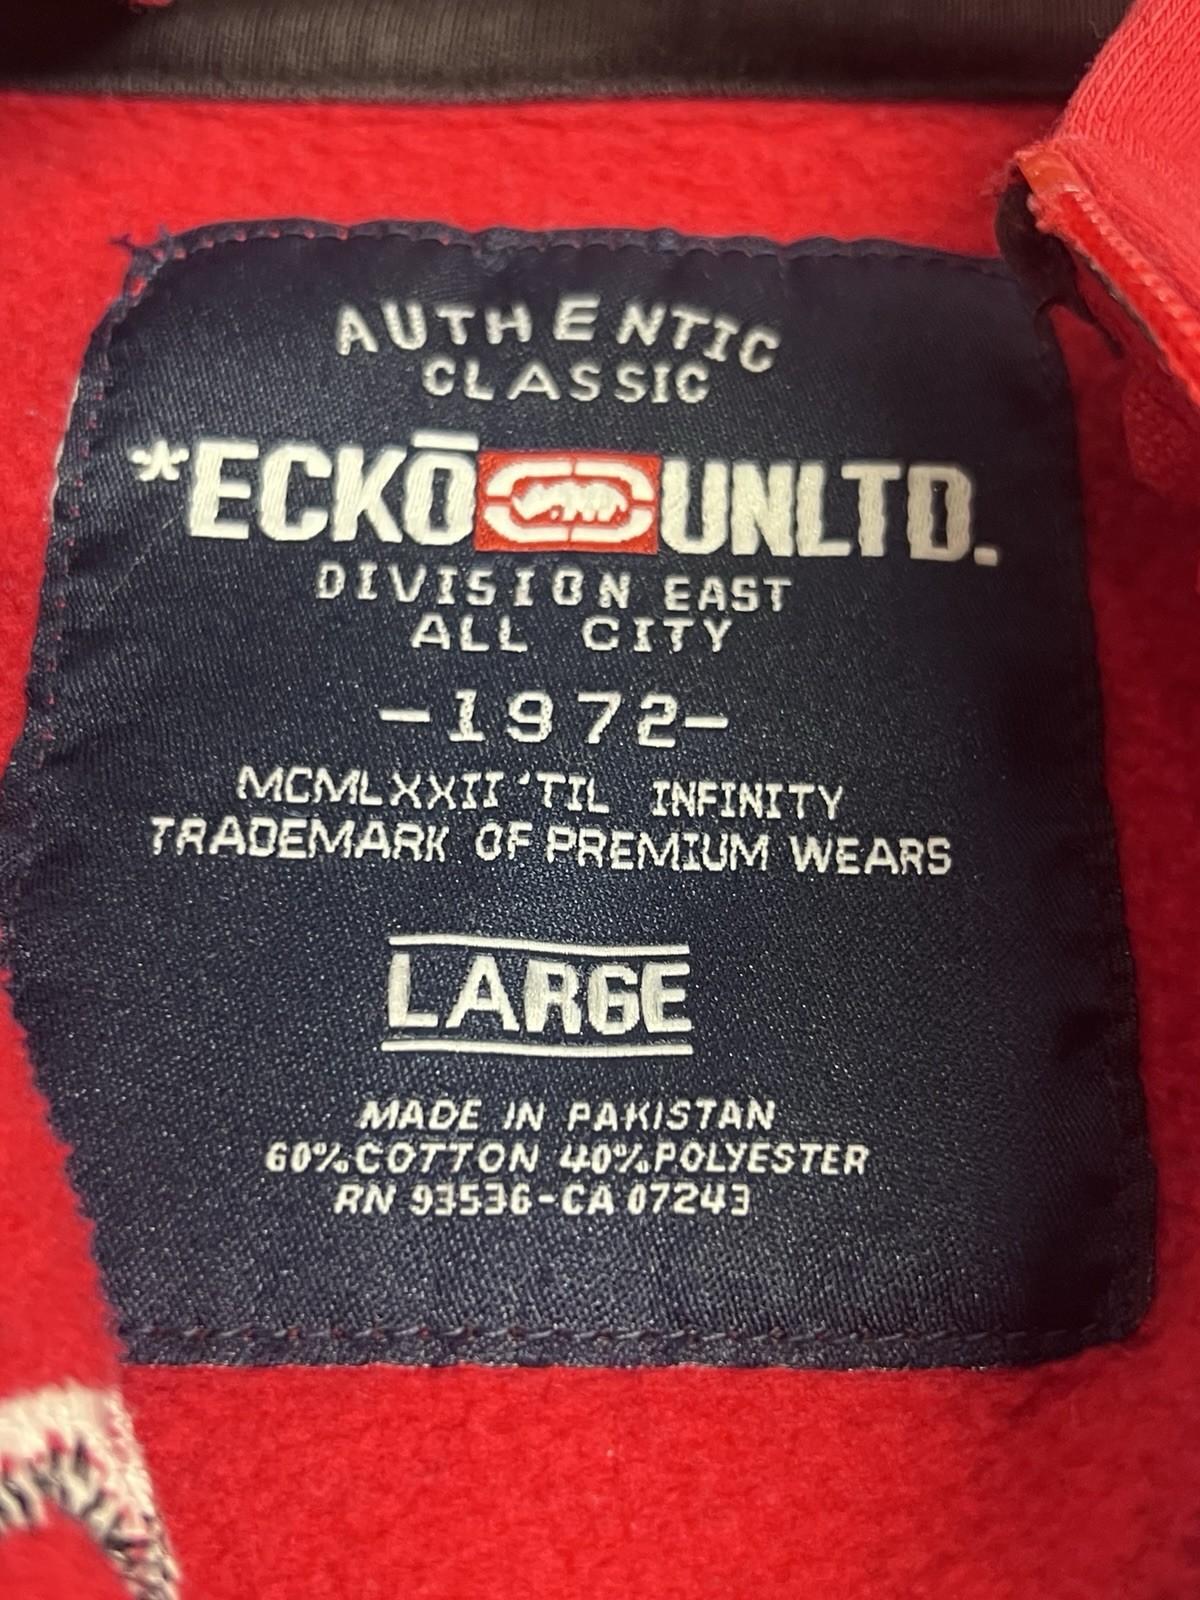 AUTHENTIC
CLASSIC
*ECKŌ UNLTD.
DIVISION EAST
ALL CITY
-1972-
MCMLXXII 'TIL INFINITY
TRADEMARK OF PREMIUM WEARS
LARGE
MADE IN PAKISTAN
60% COTTON 40% POLYESTER
RN 93536-CA 07243